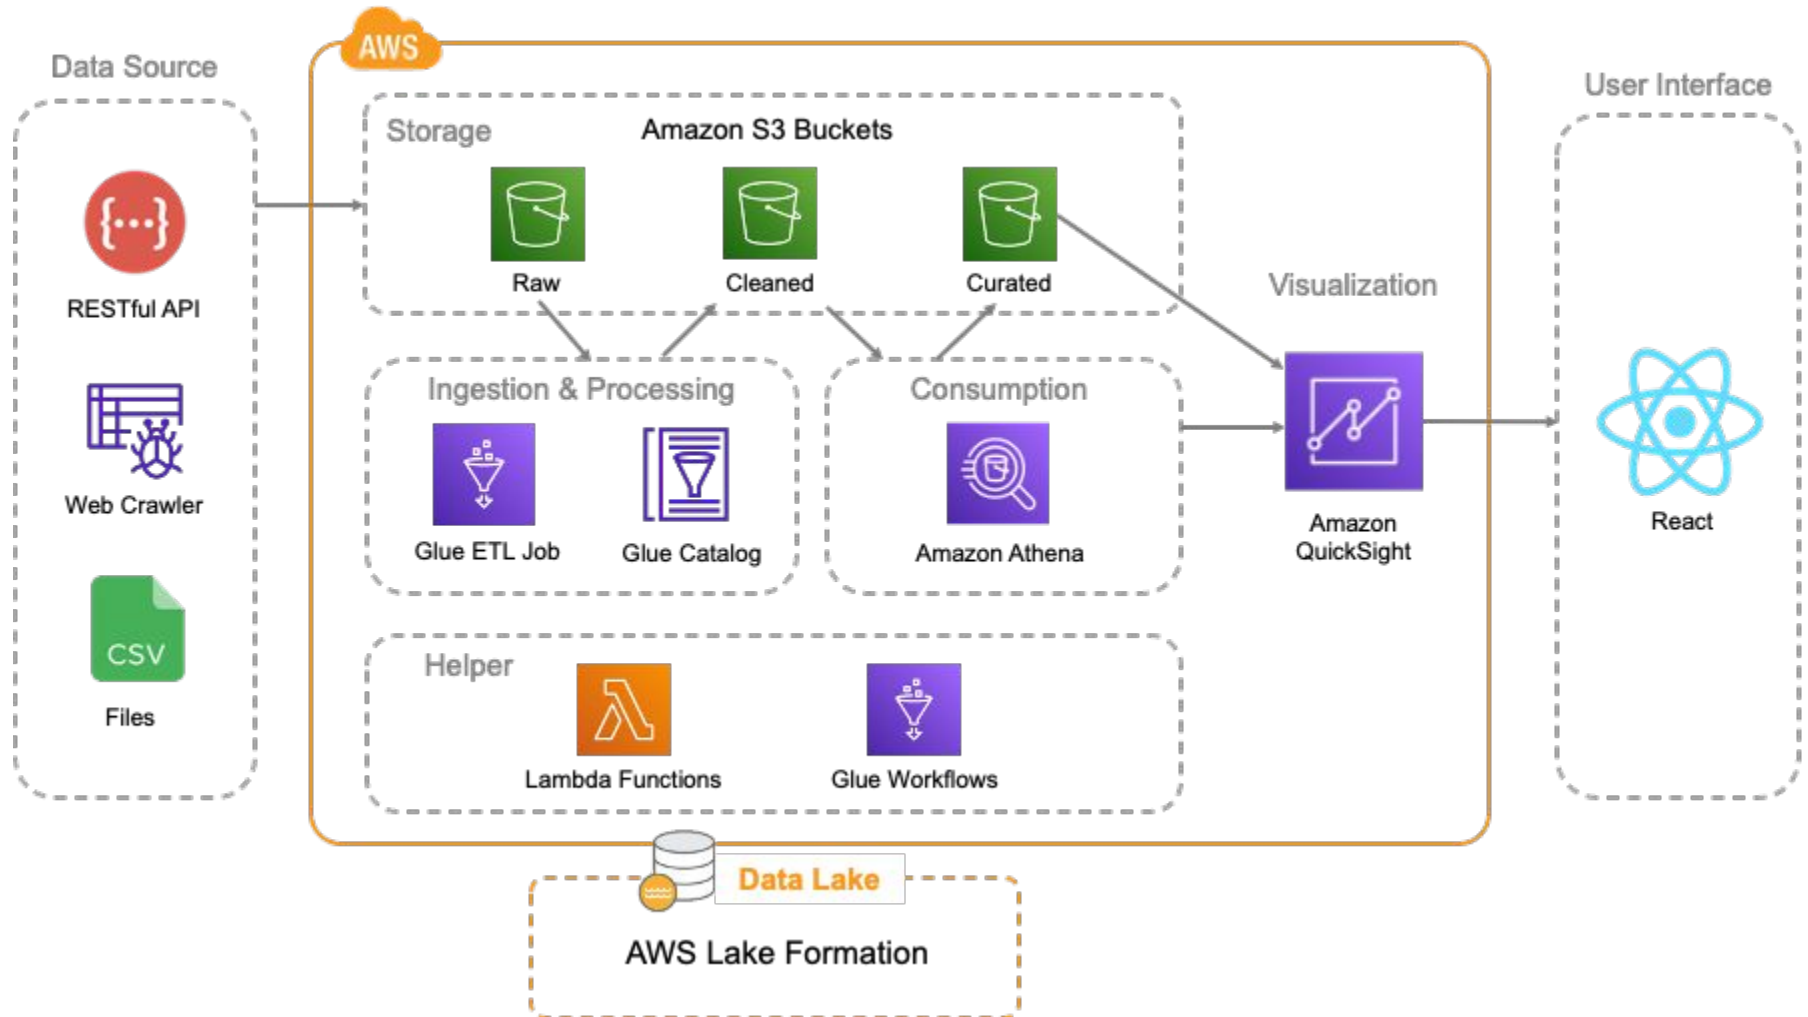 AWS
Data Source
User Interface
Storage
Amazon S3 Buckets
Raw
Cleaned
Curated
{...}
RESTful API
Visualization
Ingestion & Processing
Consumption
Web Crawler
Glue ETL Job
Glue Catalog
Amazon Athena
Amazon
QuickSight
React
CSV
Files
Helper
Lambda Functions
Glue Workflows
Data Lake
AWS Lake Formation